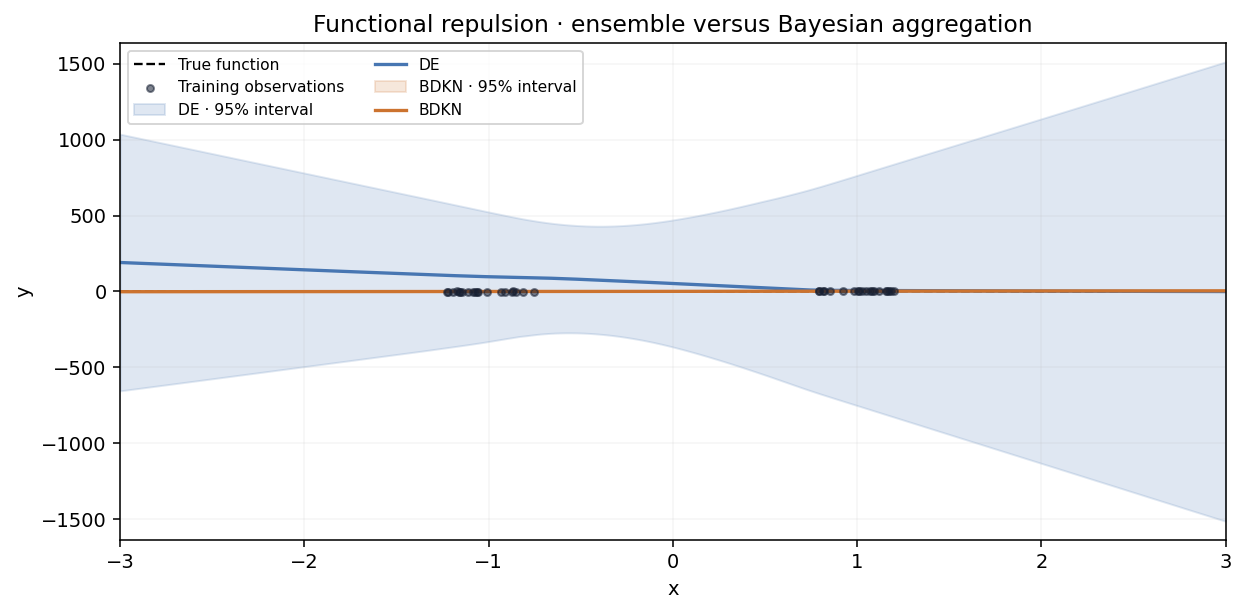 Functional repulsion · ensemble versus Bayesian aggregation
True function
Training observations
DE · 95% interval
DE
BDKN · 95% interval
BDKN
1500
1000
500
0
−500
−1000
−1500
y
−3
−2
−1
0
1
2
3
x